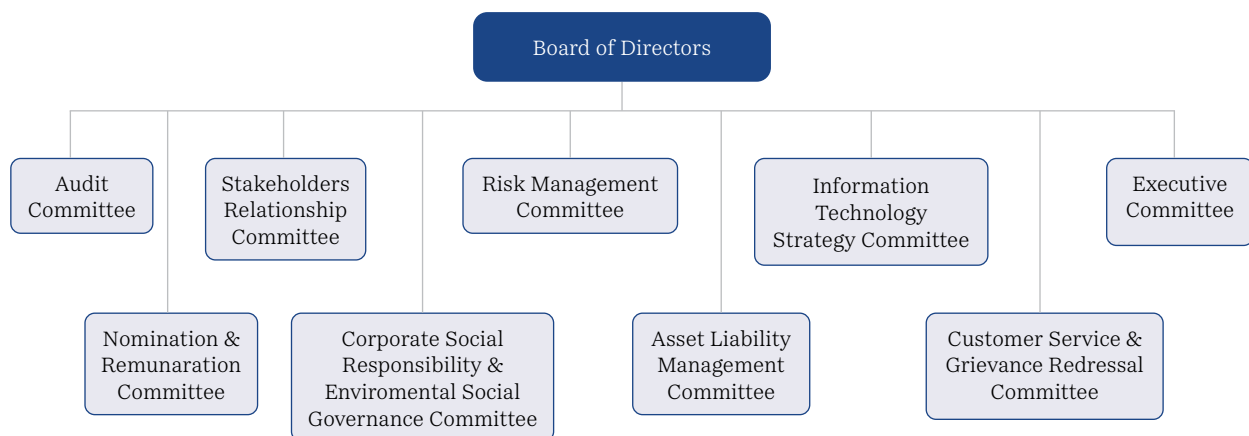 Board of Directors
Audit
Committee
Stakeholders
Relationship
Committee
Risk Management
Committee
Information
Technology
Strategy Committee
Executive
Committee
Nomination &
Remunaration
Committee
Corporate Social
Responsibility &
Enviromental Social
Governance Committee
Asset Liability
Management
Committee
Customer Service &
Grievance Redressal
Committee